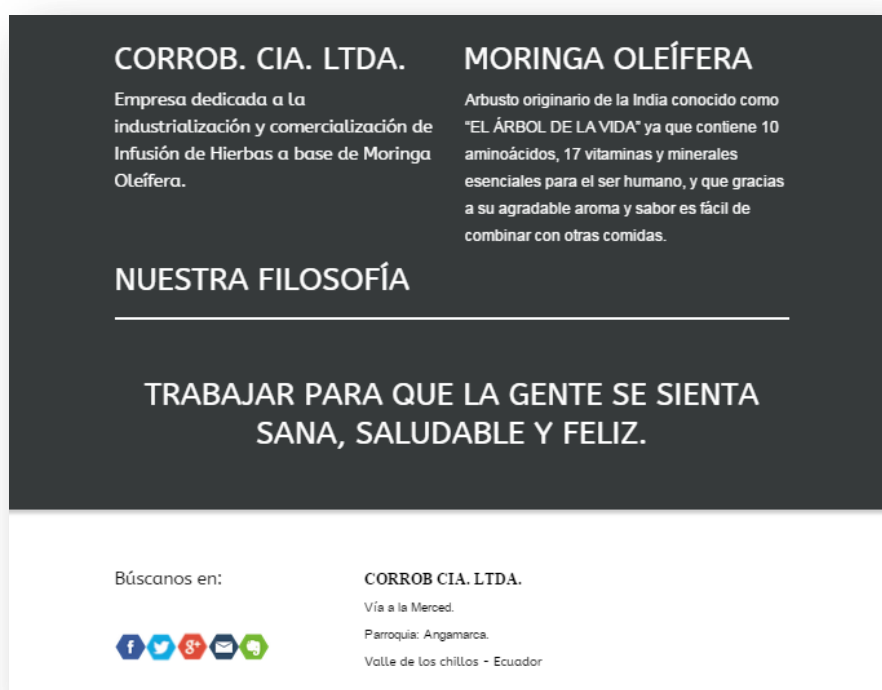 CORROB. CIA. LTDA.
Empresa dedicada a la
industrialización y comercialización de
Infusión de Hierbas a base de Moringa
Oleífera.
MORINGA OLEÍFERA
Arbusto originario de la India conocido como
“EL ÁRBOL DE LA VIDA” ya que contiene 10
aminoácidos, 17 vitaminas y minerales
esenciales para el ser humano, y que gracias
a su agradable aroma y sabor es fácil de
combinar con otras comidas.
NUESTRA FILOSOFÍA
TRABAJAR PARA QUE LA GENTE SE SIENTA
SANA, SALUDABLE Y FELIZ.
Búscanos en:
CORROB CIA. LTDA.
Vía a la Merced.
Parroquia: Angamarca.
Valle de los chillos - Ecuador